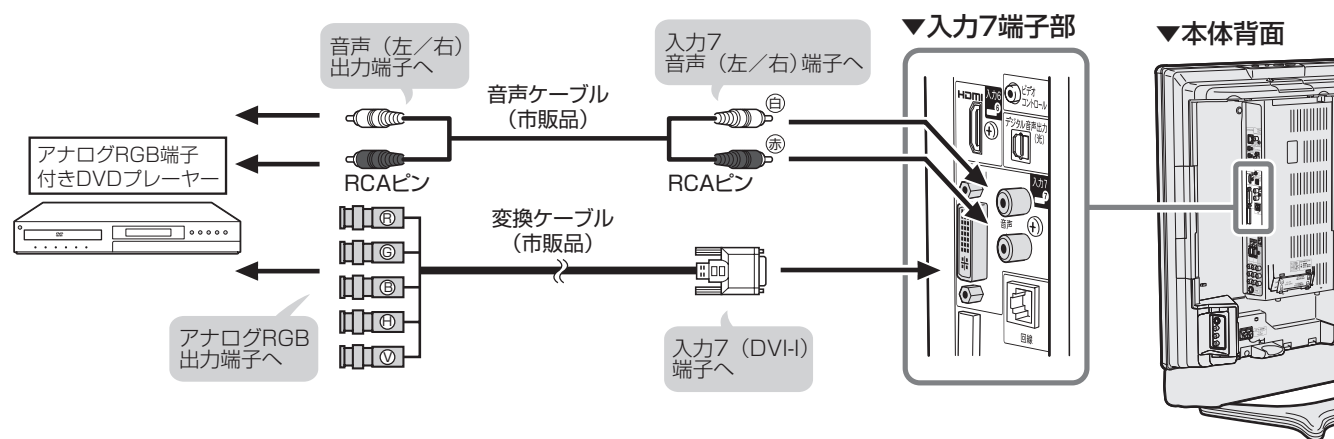 ▼入力7端子部
▼本体背面
音声（左／右）
出力端子へ
音声ケーブル
（市販品）
入力7
音声（左／右）端子へ
白
赤
RCAピン
RCAピン
アナログRGB端子
付きDVDプレーヤー
DVD
R
G
B
H
V
変換ケーブル
（市販品）
アナログRGB
出力端子へ
入力7（DVI-I）
端子へ
HDMI
入力6
6
ビデオ
コントロール
デジタル音声出力
（光）
入力7
7
音声
回線